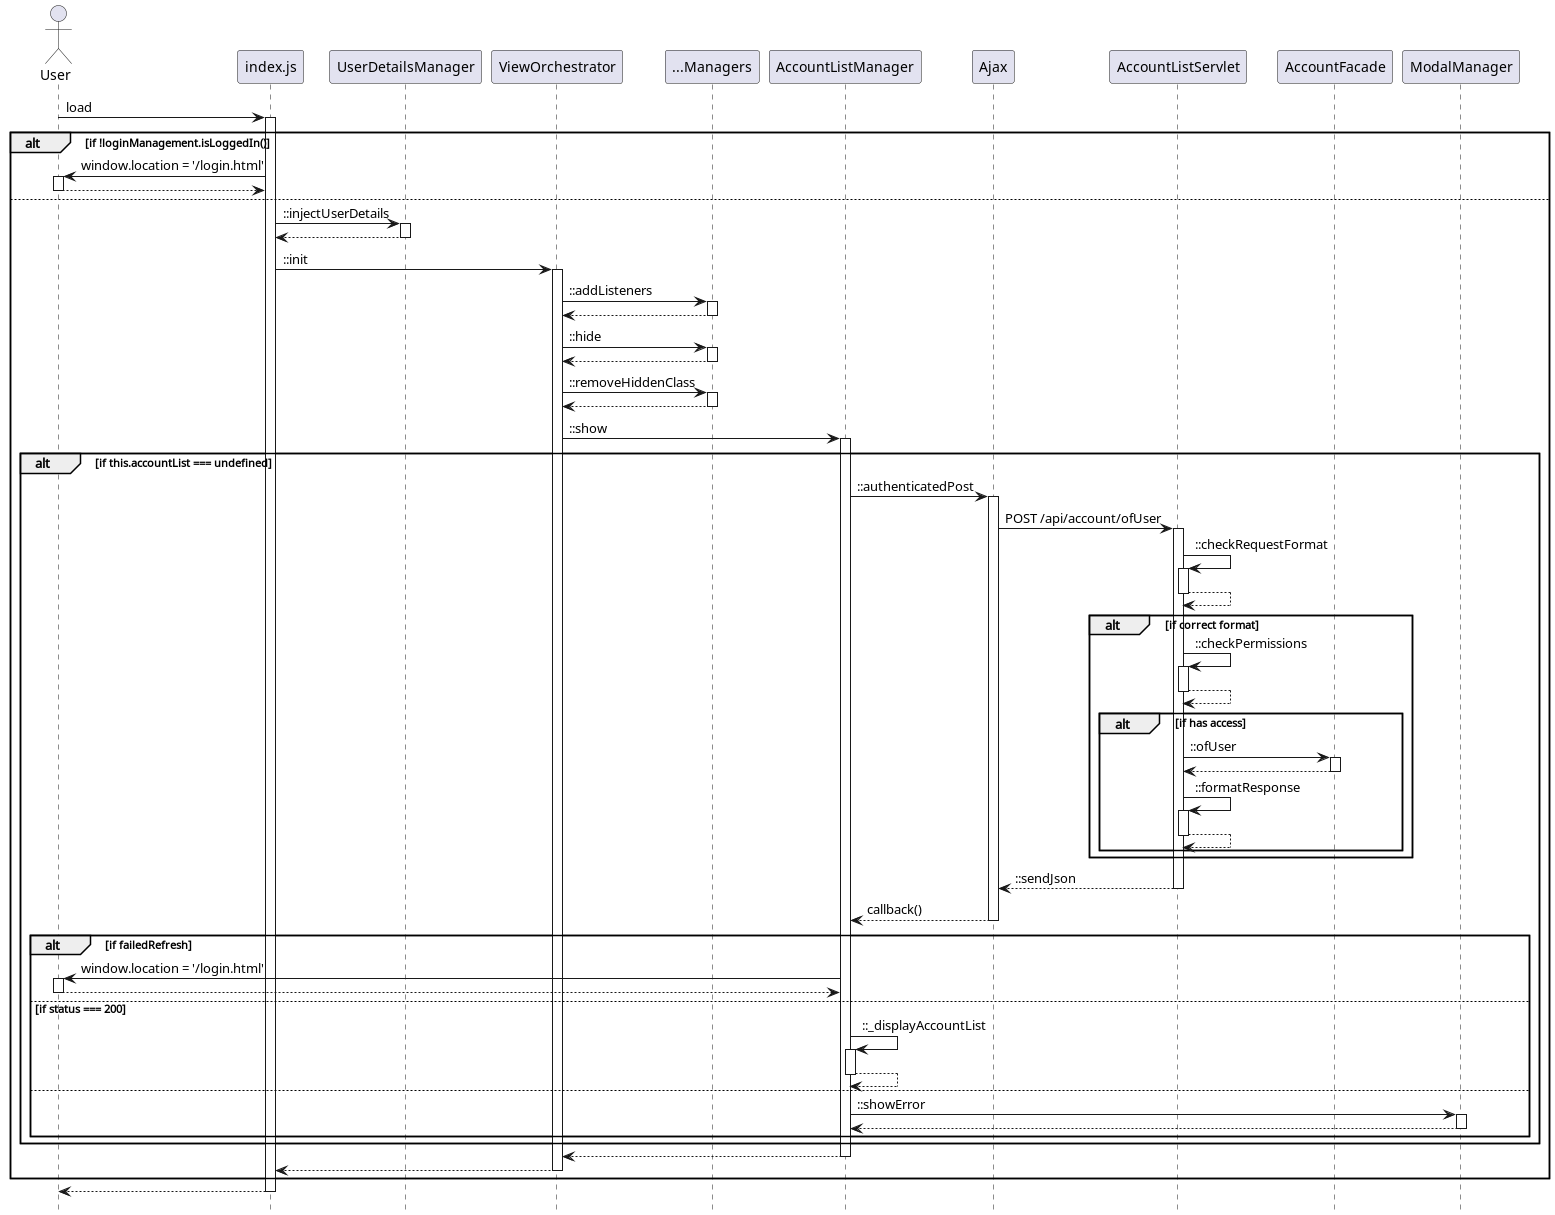 User
index.js
UserDetailsManager
ViewOrchestrator
...Managers
AccountListManager
Ajax
AccountListServlet
AccountFacade
ModalManager
load
alt [if !loginManagement.isLoggedIn()]
window.location = '/login.html'
::injectUserDetails
::init
::addListeners
::hide
::removeHiddenClass
::show
alt [if this.accountList === undefined]
::authenticatedPost
POST /api/account/ofUser
::checkRequestFormat
alt [if correct format]
::checkPermissions
alt [if has access]
::ofUser
::formatResponse
::sendJson
callback()
alt [if failedRefresh]
window.location = '/login.html'
[if status === 200]
::_displayAccountList
::showError